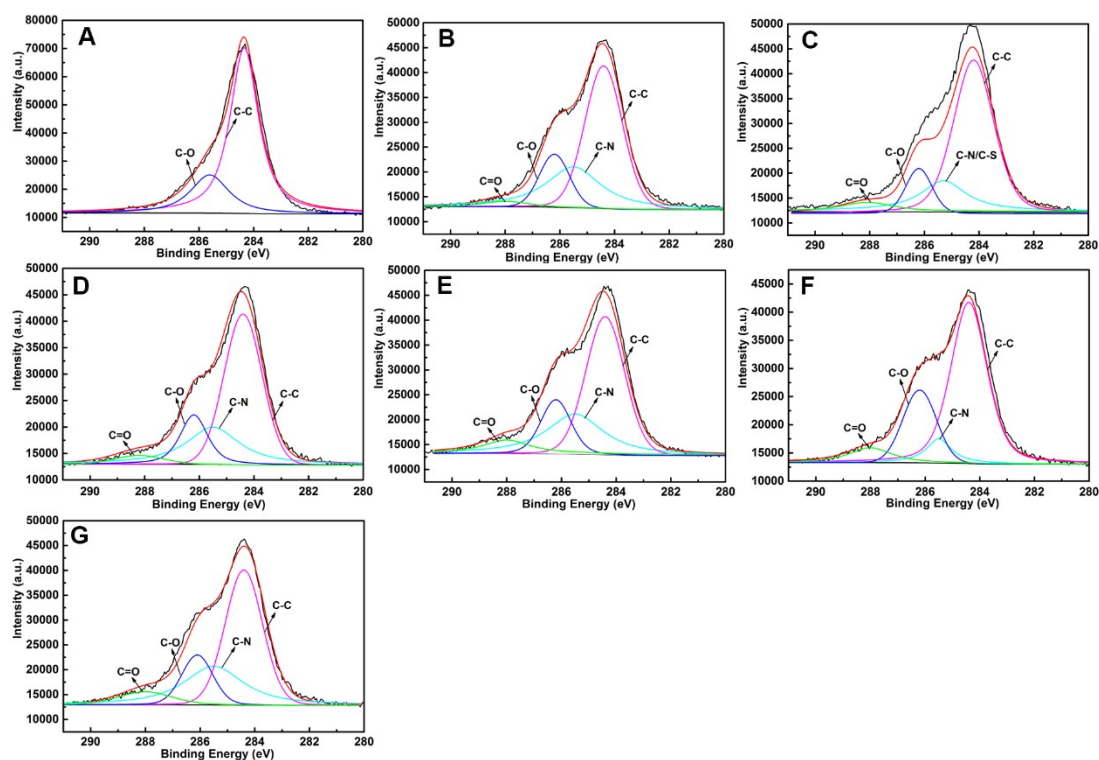 A
80000
70000
60000
50000
40000
30000
20000
10000
Intensity (a.u.)
C-C
C-O
290 288 286 284 282 280
Binding Energy (eV)
B
50000
45000
40000
35000
30000
25000
20000
15000
10000
Intensity (a.u.)
C-C
C-O
C-N
C=O
290 288 286 284 282 280
Binding Energy (eV)
C
50000
45000
40000
35000
30000
25000
20000
15000
10000
Intensity (a.u.)
C-C
C-O
C-N/C-S
C=O
290 288 286 284 282 280
Binding Energy (eV)
D
50000
45000
40000
35000
30000
25000
20000
15000
10000
Intensity (a.u.)
C-O
C-N
C-C
C=O
290 288 286 284 282 280
Binding Energy (eV)
E
50000
45000
40000
35000
30000
25000
20000
15000
10000
Intensity (a.u.)
C-C
C-O
C-N
C=O
290 288 286 284 282 280
Binding Energy (eV)
F
50000
45000
40000
35000
30000
25000
20000
15000
10000
Intensity (a.u.)
C-C
C-O
C-N
C=O
290 288 286 284 282 280
Binding Energy (eV)
G
50000
45000
40000
35000
30000
25000
20000
15000
10000
Intensity (a.u.)
C-C
C-O
C-N
C=O
290 288 286 284 282 280
Binding Energy (eV)